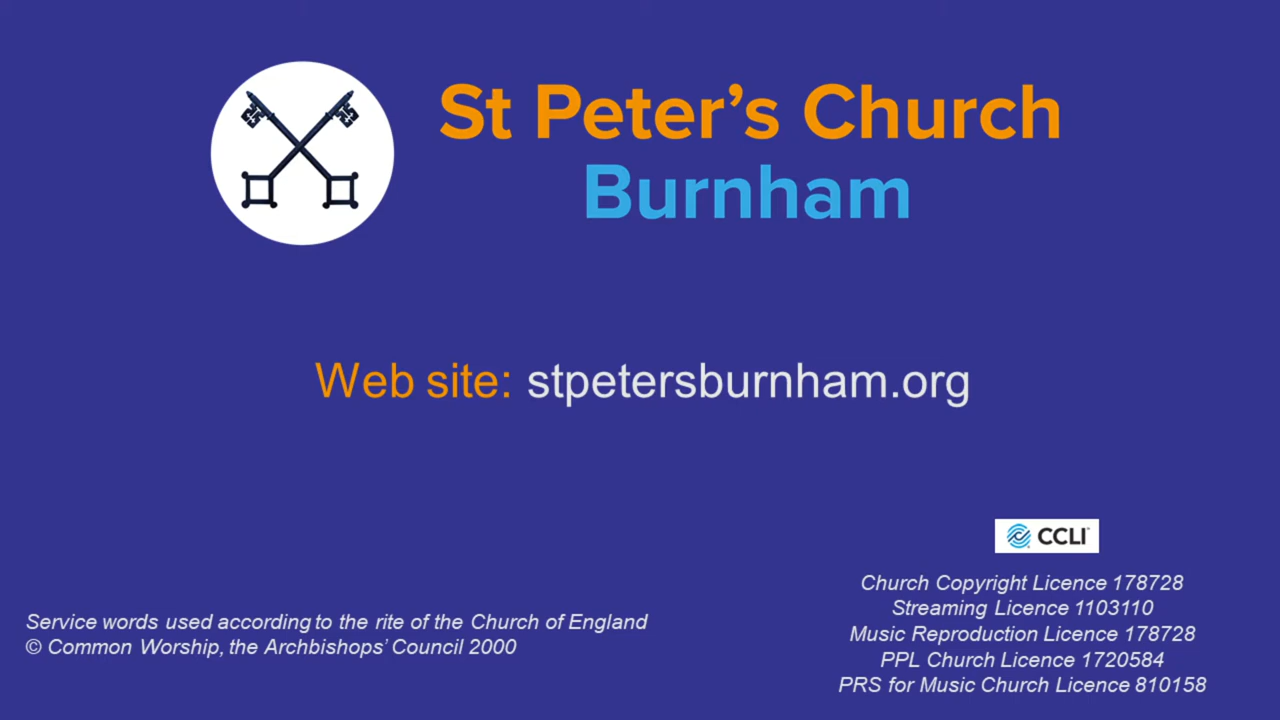 St Peter's Church
Burnham
Web site: stpetersburnham.org
CCLI™
Church Copyright Licence 178728
Streaming Licence 1103110
Music Reproduction Licence 178728
PPL Church Licence 1720584
PRS for Music Church Licence 810158
Service words used according to the rite of the Church of England
© Common Worship, the Archbishops' Council 2000